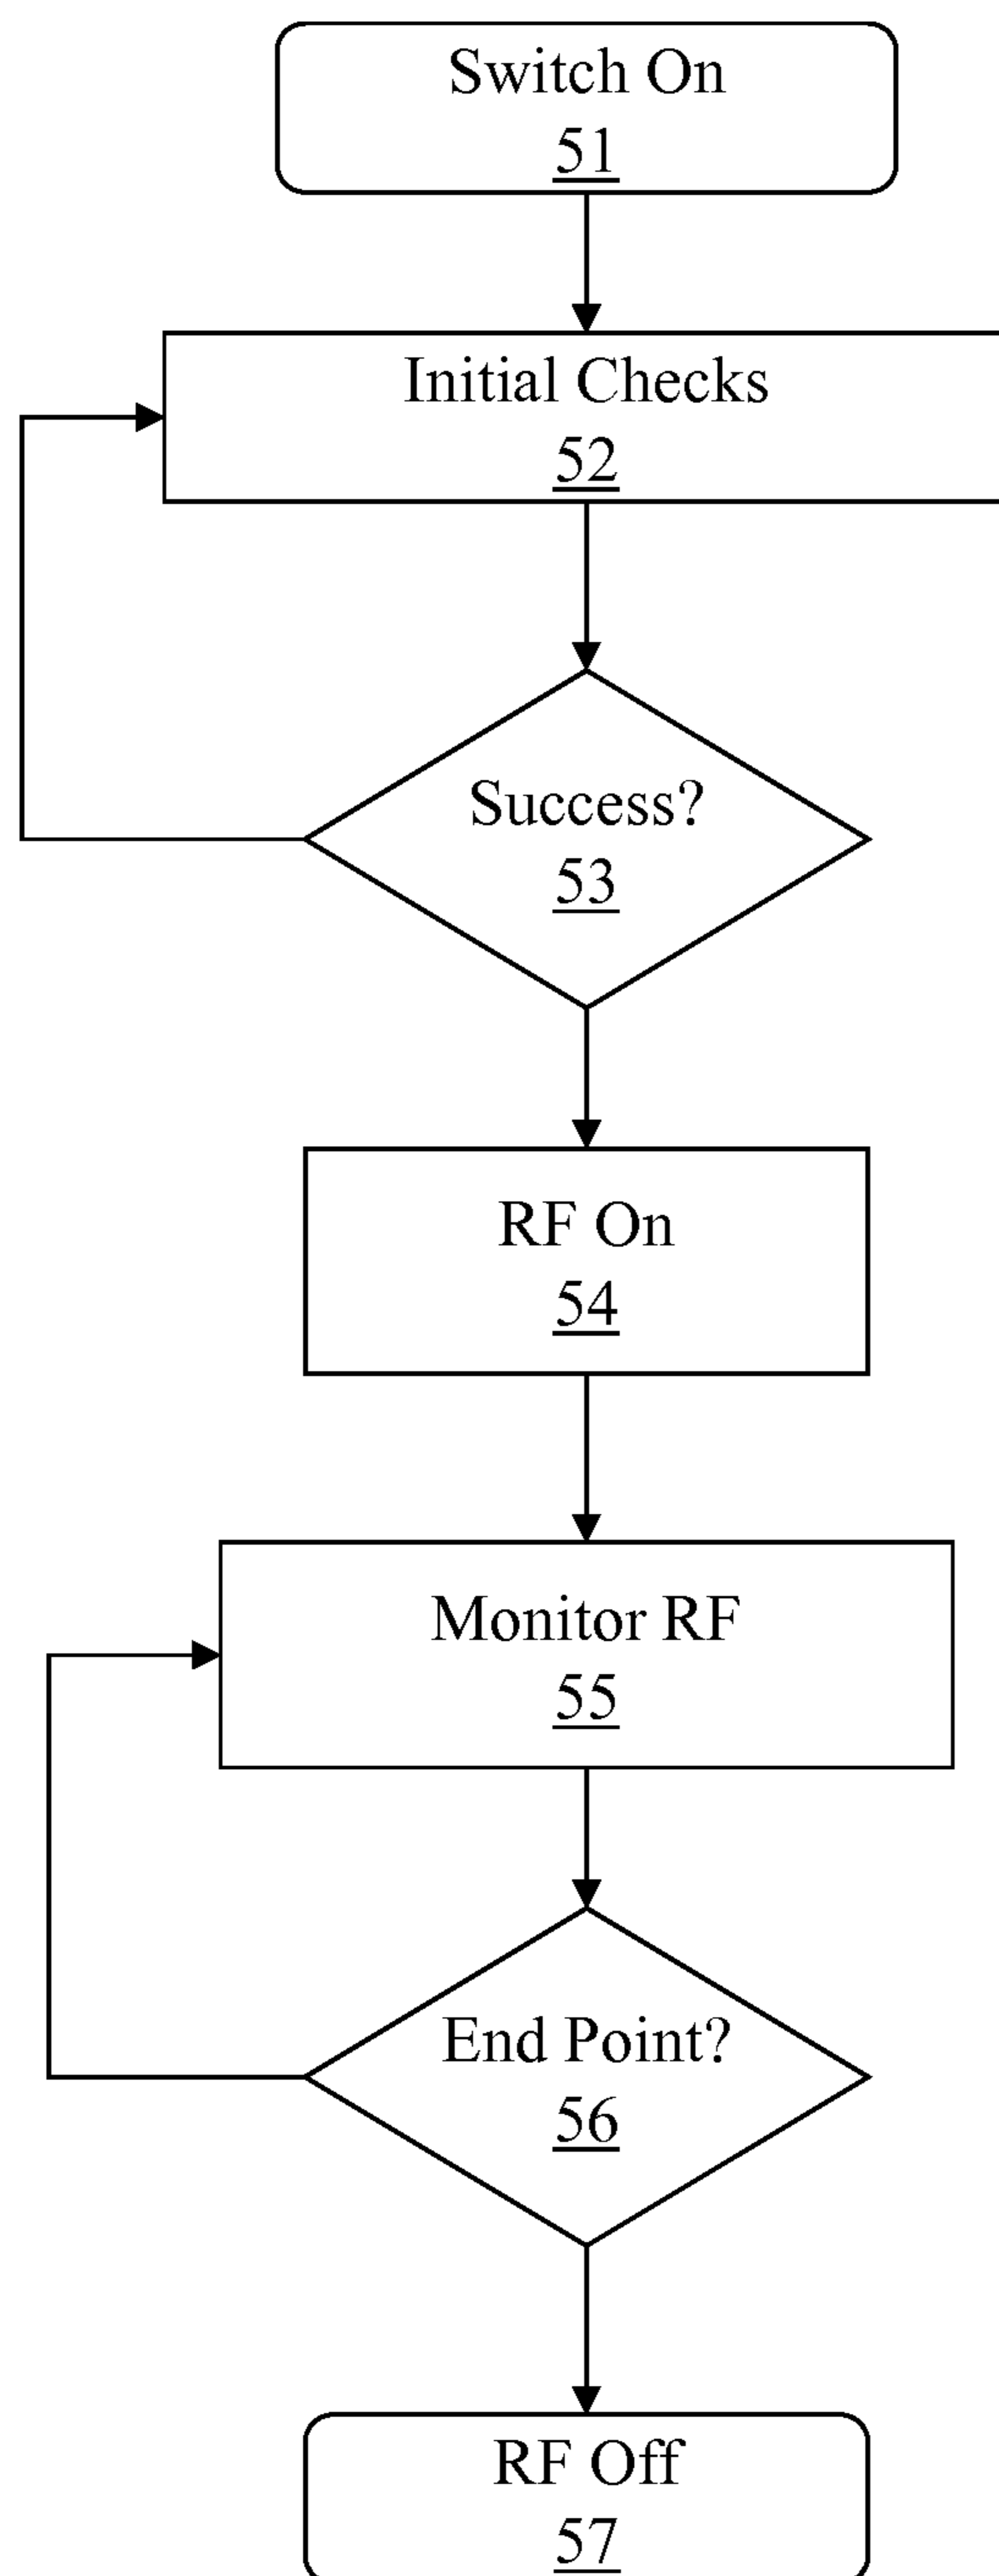 Switch On
51
Initial Checks
52
Success?
53
RF On
54
Monitor RF
55
End Point?
56
RF Off
57